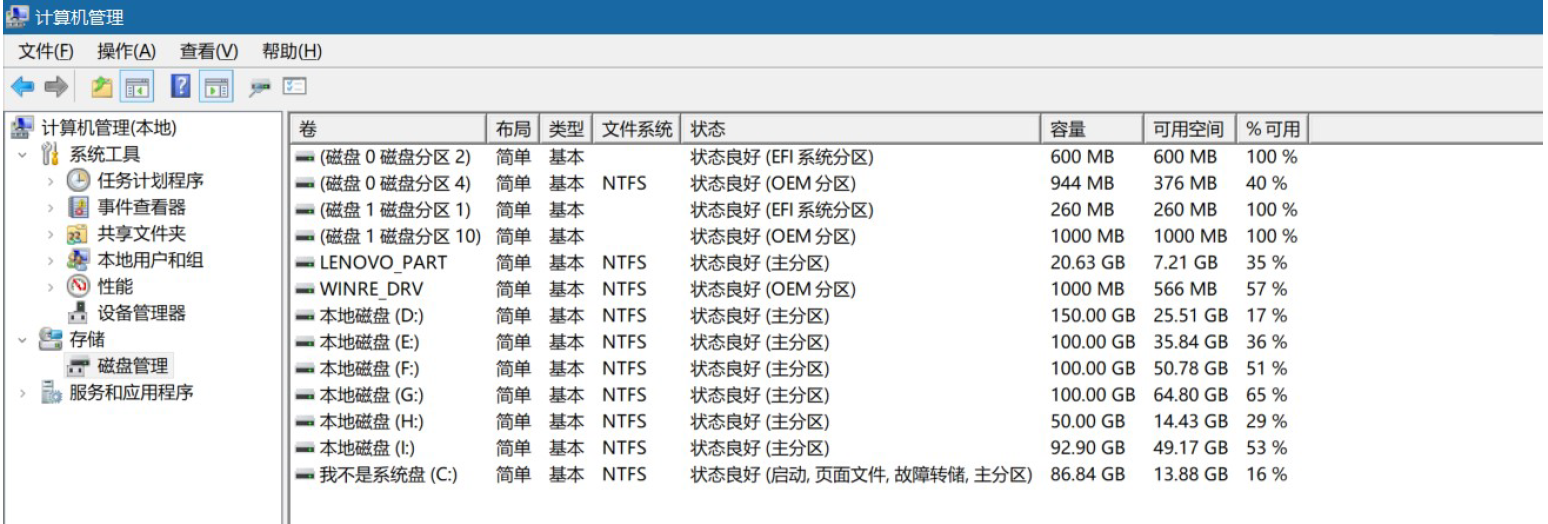 计算机管理
文件(F) 操作(A) 查看(V) 帮助(H)
计算机管理(本地)
系统工具
任务计划程序
事件查看器
共享文件夹
本地用户和组
性能
设备管理器
存储
磁盘管理
服务和应用程序
卷 布局 类型 文件系统 状态 容量 可用空间 % 可用
(磁盘 0 磁盘分区 2) 简单 基本 状态良好 (EFI 系统分区) 600 MB 600 MB 100 %
(磁盘 0 磁盘分区 4) 简单 基本 NTFS 状态良好 (OEM 分区) 944 MB 376 MB 40 %
(磁盘 1 磁盘分区 1) 简单 基本 状态良好 (EFI 系统分区) 260 MB 260 MB 100 %
(磁盘 1 磁盘分区 10) 简单 基本 状态良好 (OEM 分区) 1000 MB 1000 MB 100 %
LENOVO_PART 简单 基本 NTFS 状态良好 (主分区) 20.63 GB 7.21 GB 35 %
WINRE_DRV 简单 基本 NTFS 状态良好 (OEM 分区) 1000 MB 566 MB 57 %
本地磁盘 (D:) 简单 基本 NTFS 状态良好 (主分区) 150.00 GB 25.51 GB 17 %
本地磁盘 (E:) 简单 基本 NTFS 状态良好 (主分区) 100.00 GB 35.84 GB 36 %
本地磁盘 (F:) 简单 基本 NTFS 状态良好 (主分区) 100.00 GB 50.78 GB 51 %
本地磁盘 (G:) 简单 基本 NTFS 状态良好 (主分区) 100.00 GB 64.80 GB 65 %
本地磁盘 (H:) 简单 基本 NTFS 状态良好 (主分区) 50.00 GB 14.43 GB 29 %
本地磁盘 (I:) 简单 基本 NTFS 状态良好 (主分区) 92.90 GB 49.17 GB 53 %
我不是系统盘 (C:) 简单 基本 NTFS 状态良好 (启动, 页面文件, 故障转储, 主分区) 86.84 GB 13.88 GB 16 %